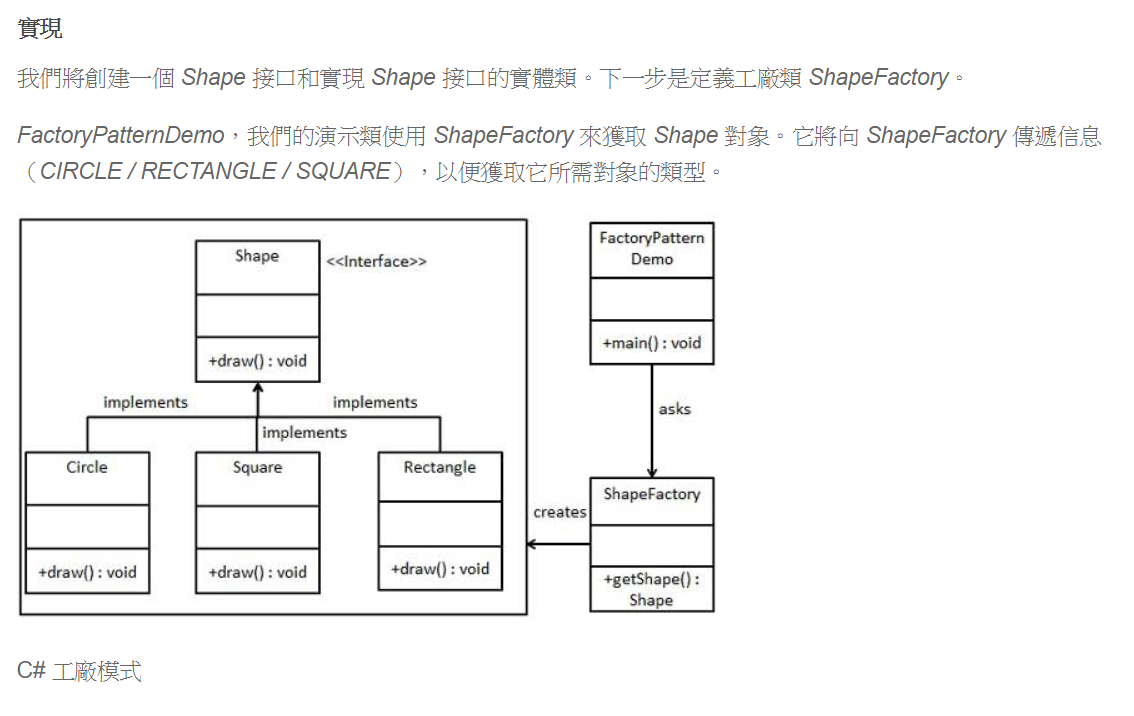 實現
我們將創建一個 Shape 接口和實現 Shape 接口的實體類。下一步是定義工廠類 ShapeFactory。
FactoryPatternDemo，我們的演示類使用 ShapeFactory 來獲取 Shape 對象。它將向 ShapeFactory 傳遞信息
（CIRCLE / RECTANGLE / SQUARE），以便獲取它所需對象的類型。
Shape
<<Interface>>
+draw() : void
implements
implements
implements
Circle
+draw() : void
Square
+draw() : void
Rectangle
+draw() : void
FactoryPattern
Demo
+main() : void
asks
creates
ShapeFactory
+getShape() :
Shape
C# 工廠模式